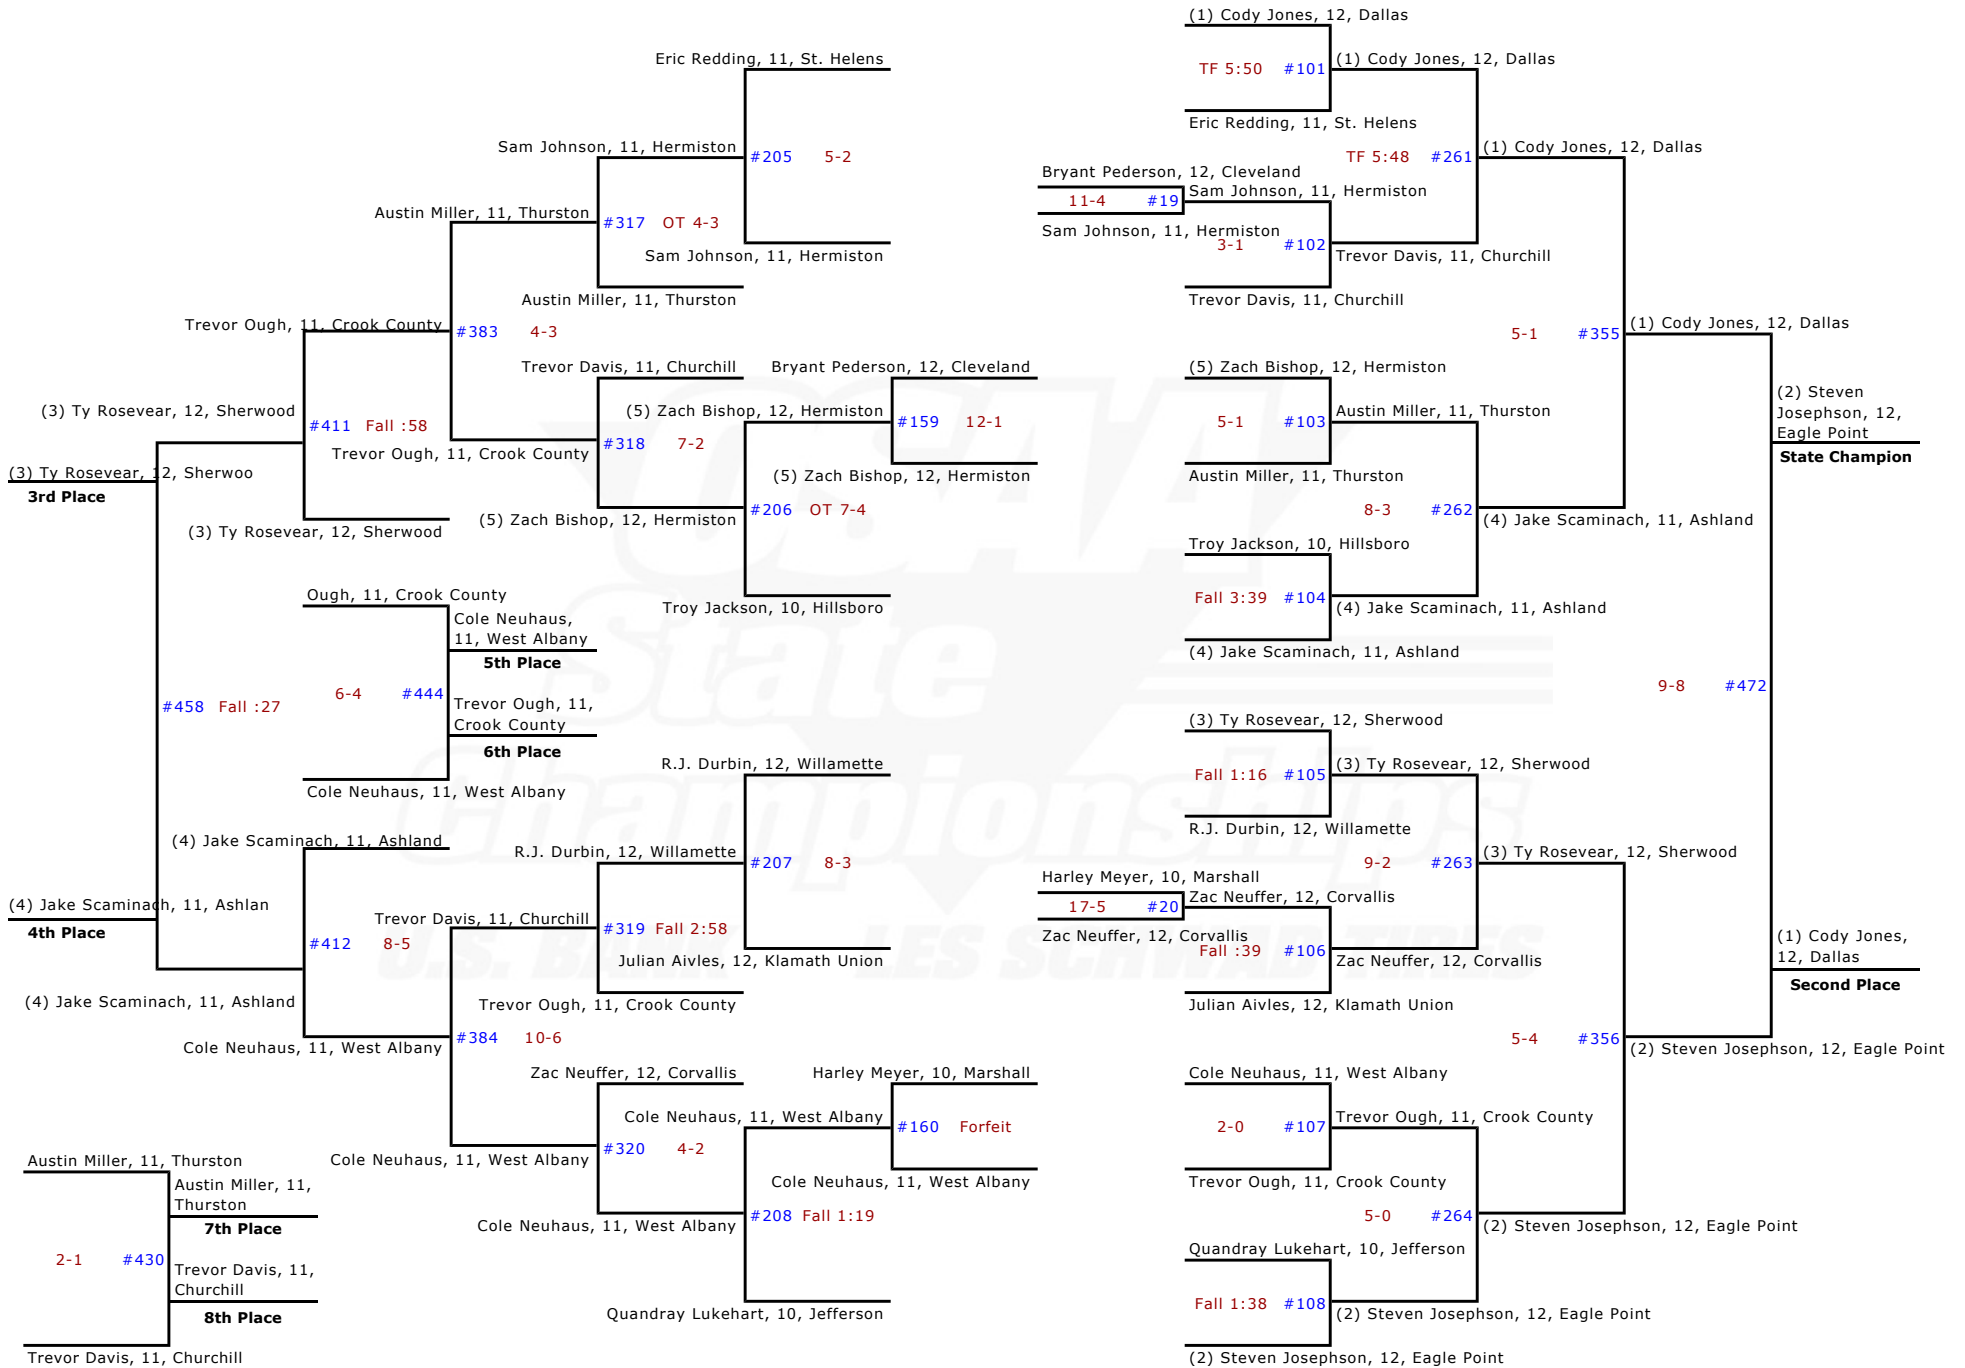 (1) Cody Jones, 12, Dallas
Eric Redding, 11, St. Helens
TF 5:50 #101
(1) Cody Jones, 12, Dallas
Eric Redding, 11, St. Helens
Sam Johnson, 11, Hermiston
#205 5-2
TF 5:48 #261
(1) Cody Jones, 12, Dallas
Bryant Pederson, 12, Cleveland
Sam Johnson, 11, Hermiston
11-4 #19
Austin Miller, 11, Thurston
#317 OT 4-3
Sam Johnson, 11, Hermiston
3-1 #102
Sam Johnson, 11, Hermiston
Trevor Davis, 11, Churchill
Austin Miller, 11, Thurston
Trevor Davis, 11, Churchill
Trevor Ough, 11, Crook County
#383 4-3
5-1 #355
(1) Cody Jones, 12, Dallas
Trevor Davis, 11, Churchill
Bryant Pederson, 12, Cleveland
(5) Zach Bishop, 12, Hermiston
(2) Steven
Josephson, 12,
Eagle Point
State Champion
(3) Ty Rosevear, 12, Sherwood
(5) Zach Bishop, 12, Hermiston
#159 12-1
5-1 #103
Austin Miller, 11, Thurston
#411 Fall :58
Trevor Ough, 11, Crook County
#318 7-2
(3) Ty Rosevear, 12, Sherwoo
3rd Place
(5) Zach Bishop, 12, Hermiston
Austin Miller, 11, Thurston
(3) Ty Rosevear, 12, Sherwood
(5) Zach Bishop, 12, Hermiston
#206 OT 7-4
8-3 #262
(4) Jake Scaminach, 11, Ashland
Troy Jackson, 10, Hillsboro
Ough, 11, Crook County
Troy Jackson, 10, Hillsboro
Fall 3:39 #104
(4) Jake Scaminach, 11, Ashland
Cole Neuhaus,
11, West Albany
5th Place
(4) Jake Scaminach, 11, Ashland
6-4 #444
9-8 #472
#458 Fall :27
Trevor Ough, 11,
Crook County
6th Place
(3) Ty Rosevear, 12, Sherwood
R.J. Durbin, 12, Willamette
Fall 1:16 #105
(3) Ty Rosevear, 12, Sherwood
Cole Neuhaus, 11, West Albany
R.J. Durbin, 12, Willamette
(4) Jake Scaminach, 11, Ashland
R.J. Durbin, 12, Willamette
#207 8-3
9-2 #263
(3) Ty Rosevear, 12, Sherwood
Harley Meyer, 10, Marshall
Zac Neuffer, 12, Corvallis
(4) Jake Scaminach, 11, Ashlan
4th Place
Trevor Davis, 11, Churchill
17-5 #20
#319 Fall 2:58
Zac Neuffer, 12, Corvallis
#412 8-5
Julian Aivles, 12, Klamath Union
Fall :39 #106
Zac Neuffer, 12, Corvallis
(1) Cody Jones,
12, Dallas
Second Place
(4) Jake Scaminach, 11, Ashland
Trevor Ough, 11, Crook County
Julian Aivles, 12, Klamath Union
Cole Neuhaus, 11, West Albany
#384 10-6
5-4 #356
(2) Steven Josephson, 12, Eagle Point
Zac Neuffer, 12, Corvallis
Harley Meyer, 10, Marshall
Cole Neuhaus, 11, West Albany
Cole Neuhaus, 11, West Albany
#160 Forfeit
2-0 #107
Trevor Ough, 11, Crook County
Cole Neuhaus, 11, West Albany
#320 4-2
Austin Miller, 11, Thurston
Cole Neuhaus, 11, West Albany
Trevor Ough, 11, Crook County
Austin Miller, 11,
Thurston
7th Place
Cole Neuhaus, 11, West Albany
#208 Fall 1:19
5-0 #264
(2) Steven Josephson, 12, Eagle Point
2-1 #430
Quandray Lukehart, 10, Jefferson
Trevor Davis, 11,
Churchill
8th Place
Quandray Lukehart, 10, Jefferson
Fall 1:38 #108
(2) Steven Josephson, 12, Eagle Point
Trevor Davis, 11, Churchill
(2) Steven Josephson, 12, Eagle Point
OSAA
State
Championships
U.S. BANK LES SCHWAB TIRES